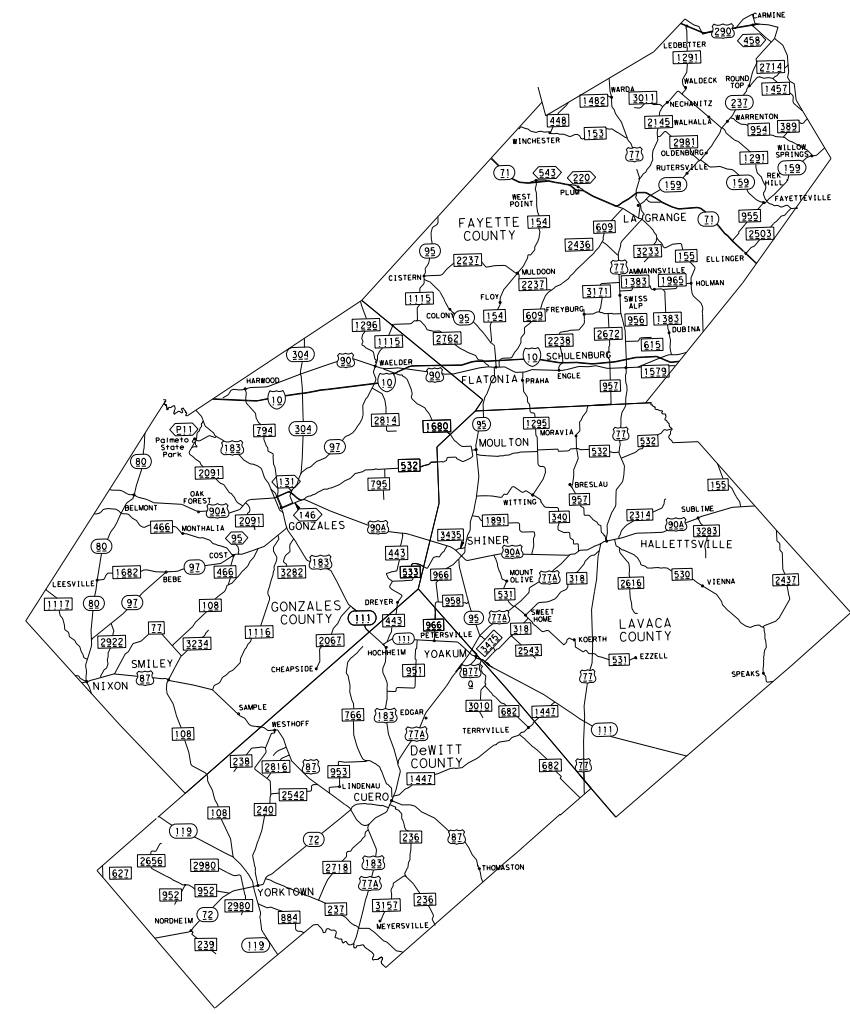 CARMINE
290
458
LEDBETTER
1291
2714
WALDECK
ROUND
TOP
1457
WARDA
1482
3011
NECHANITZ
237
448
2145
WALHALLA
WARRENTON
954
389
153
WINCHESTER
2981
OLDENBURG
WILLOW
SPRINGS
77
1291
159
RUTERSVILLE
71
543
220
159
159
REK
HILL
WEST
POINT
PLUM
FAYETTEVILLE
LA GRANGE
71
955
FAYETTE
COUNTY
154
609
2503
2436
95
3233
155
ELLINGER
2237
77
AMMANNSVILLE
CISTERN
MULDOON
2237
1383
1965
HOLMAN
1115
3171
SWISS
ALP
FLOY
COLONY
95
154
609
FREYBURG
956
1383
DUBINA
1296
1115
2762
2238
2672
615
304
90
WAELDER
10
SCHULENBURG
90
HARWOOD
10
FLATONIA
PRAHA
ENGLE
957
1579
10
P11
Palmeto
State
Park
794
304
2814
1680
95
1295
183
97
MOULTON
MORAVIA
77
532
532
80
2091
532
131
795
BRESLAU
OAK
FOREST
957
155
90A
WITTING
BELMONT
146
SUBLIME
466
MONTHALIA
2091
GONZALES
90A
1891
340
2314
90A
95
3435
3283
80
COST
SHINER
HALLETTSVILLE
443
90A
LEESVILLE
1682
BEBE
97
466
3282
183
533
966
MOUNT
OLIVE
77A
318
530
VIENNA
2616
2437
1117
80
97
108
GONZALES
COUNTY
DREYER
958
531
SWEET
HOME
111
443
966
95
77A
LAVACA
COUNTY
77
1116
318
2922
3234
2067
111
PETERSVILLE
3475
KOERTH
SMILEY
HOCHHEIM
YOAKUM
2543
531
EZZELL
87
CHEAPSIDE
951
B77
Q
77
SPEAKS
NIXON
SAMPLE
766
183
EDGAR
3010
682
1447
WESTHOFF
77A
TERRYVILLE
111
108
238
2816
87
953
DeWITT
COUNTY
1447
682
77
LINDENAU
2542
CUERO
108
240
119
72
236
87
2656
2980
2718
183
627
THOMASTON
952
952
77A
YORKTOWN
236
72
2980
237
3157
NORDHEIM
884
MEYERSVILLE
239
119